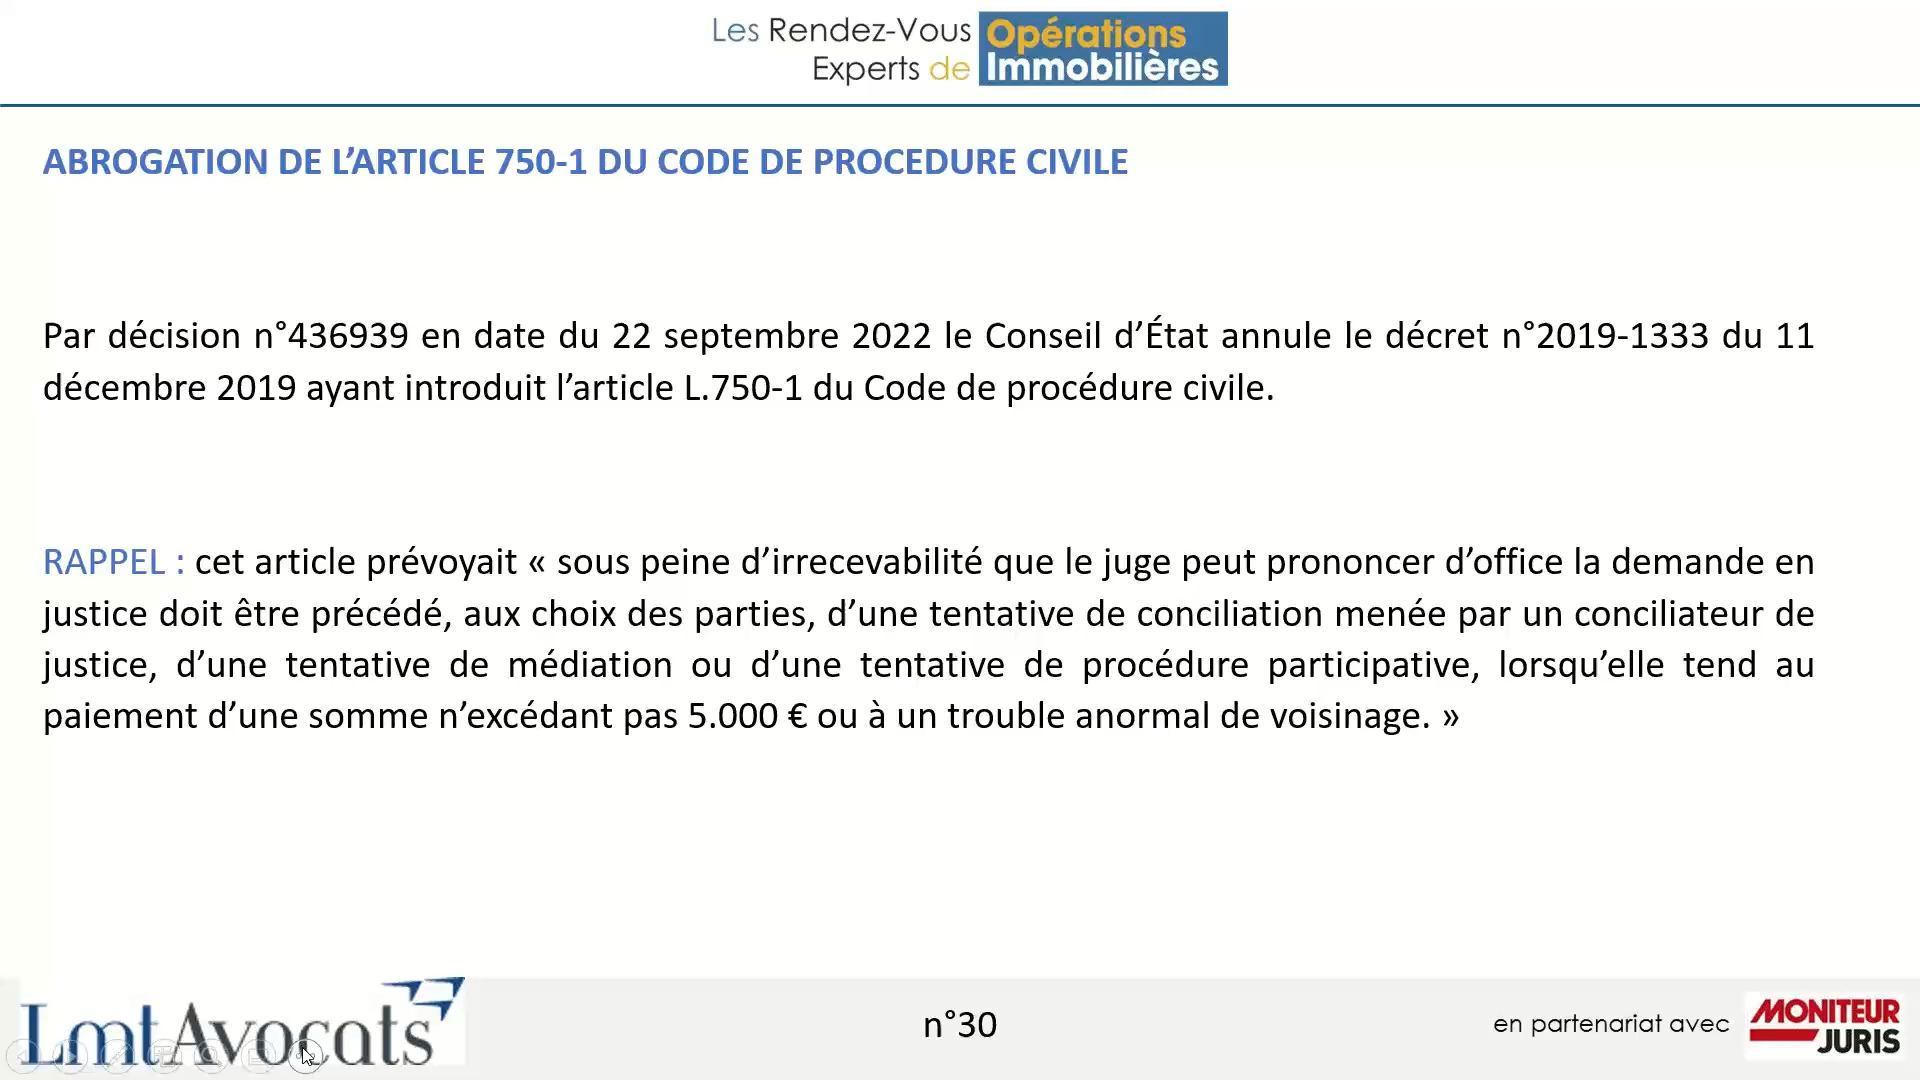 Les Rendez-Vous
Experts de
Opérations
Immobilières
ABROGATION DE L’ARTICLE 750-1 DU CODE DE PROCEDURE CIVILE
Par décision n°436939 en date du 22 septembre 2022 le Conseil d’État annule le décret n°2019-1333 du 11
décembre 2019 ayant introduit l’article L.750-1 du Code de procédure civile.
RAPPEL : cet article prévoyait « sous peine d’irrecevabilité que le juge peut prononcer d’office la demande en
justice doit être précédé, aux choix des parties, d’une tentative de conciliation menée par un conciliateur de
justice, d’une tentative de médiation ou d’une tentative de procédure participative, lorsqu’elle tend au
paiement d’une somme n’excédant pas 5.000 € ou à un trouble anormal de voisinage. »
LmtAvocats
n°30
en partenariat avec
MONITEUR
JURIS